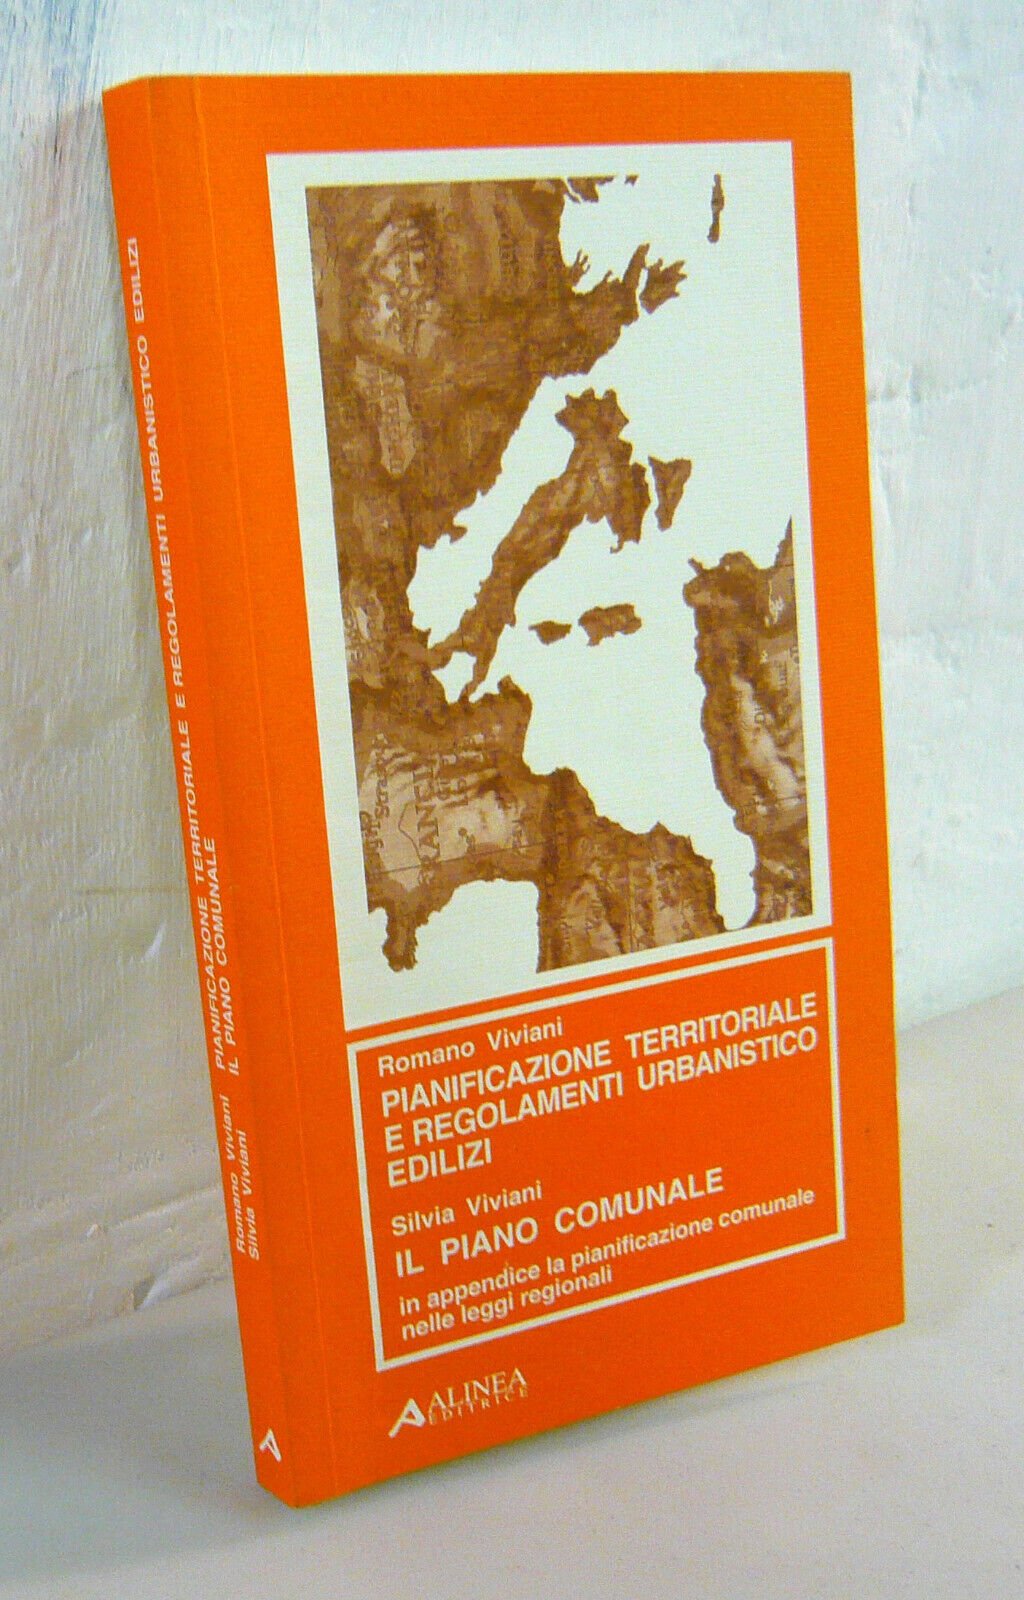 Romano Viviani
PIANIFICAZIONE TERRITORIALE
E REGOLAMENTI URBANISTICO
EDILIZI
Silvia Viviani
IL PIANO COMUNALE
in appendice la pianificazione comunale
nelle leggi regionali
ALINEA
EDITRICE
Romano Viviani PIANIFICAZIONE TERRITORIALE E REGOLAMENTI URBANISTICO EDILIZI
Silvia Viviani IL PIANO COMUNALE